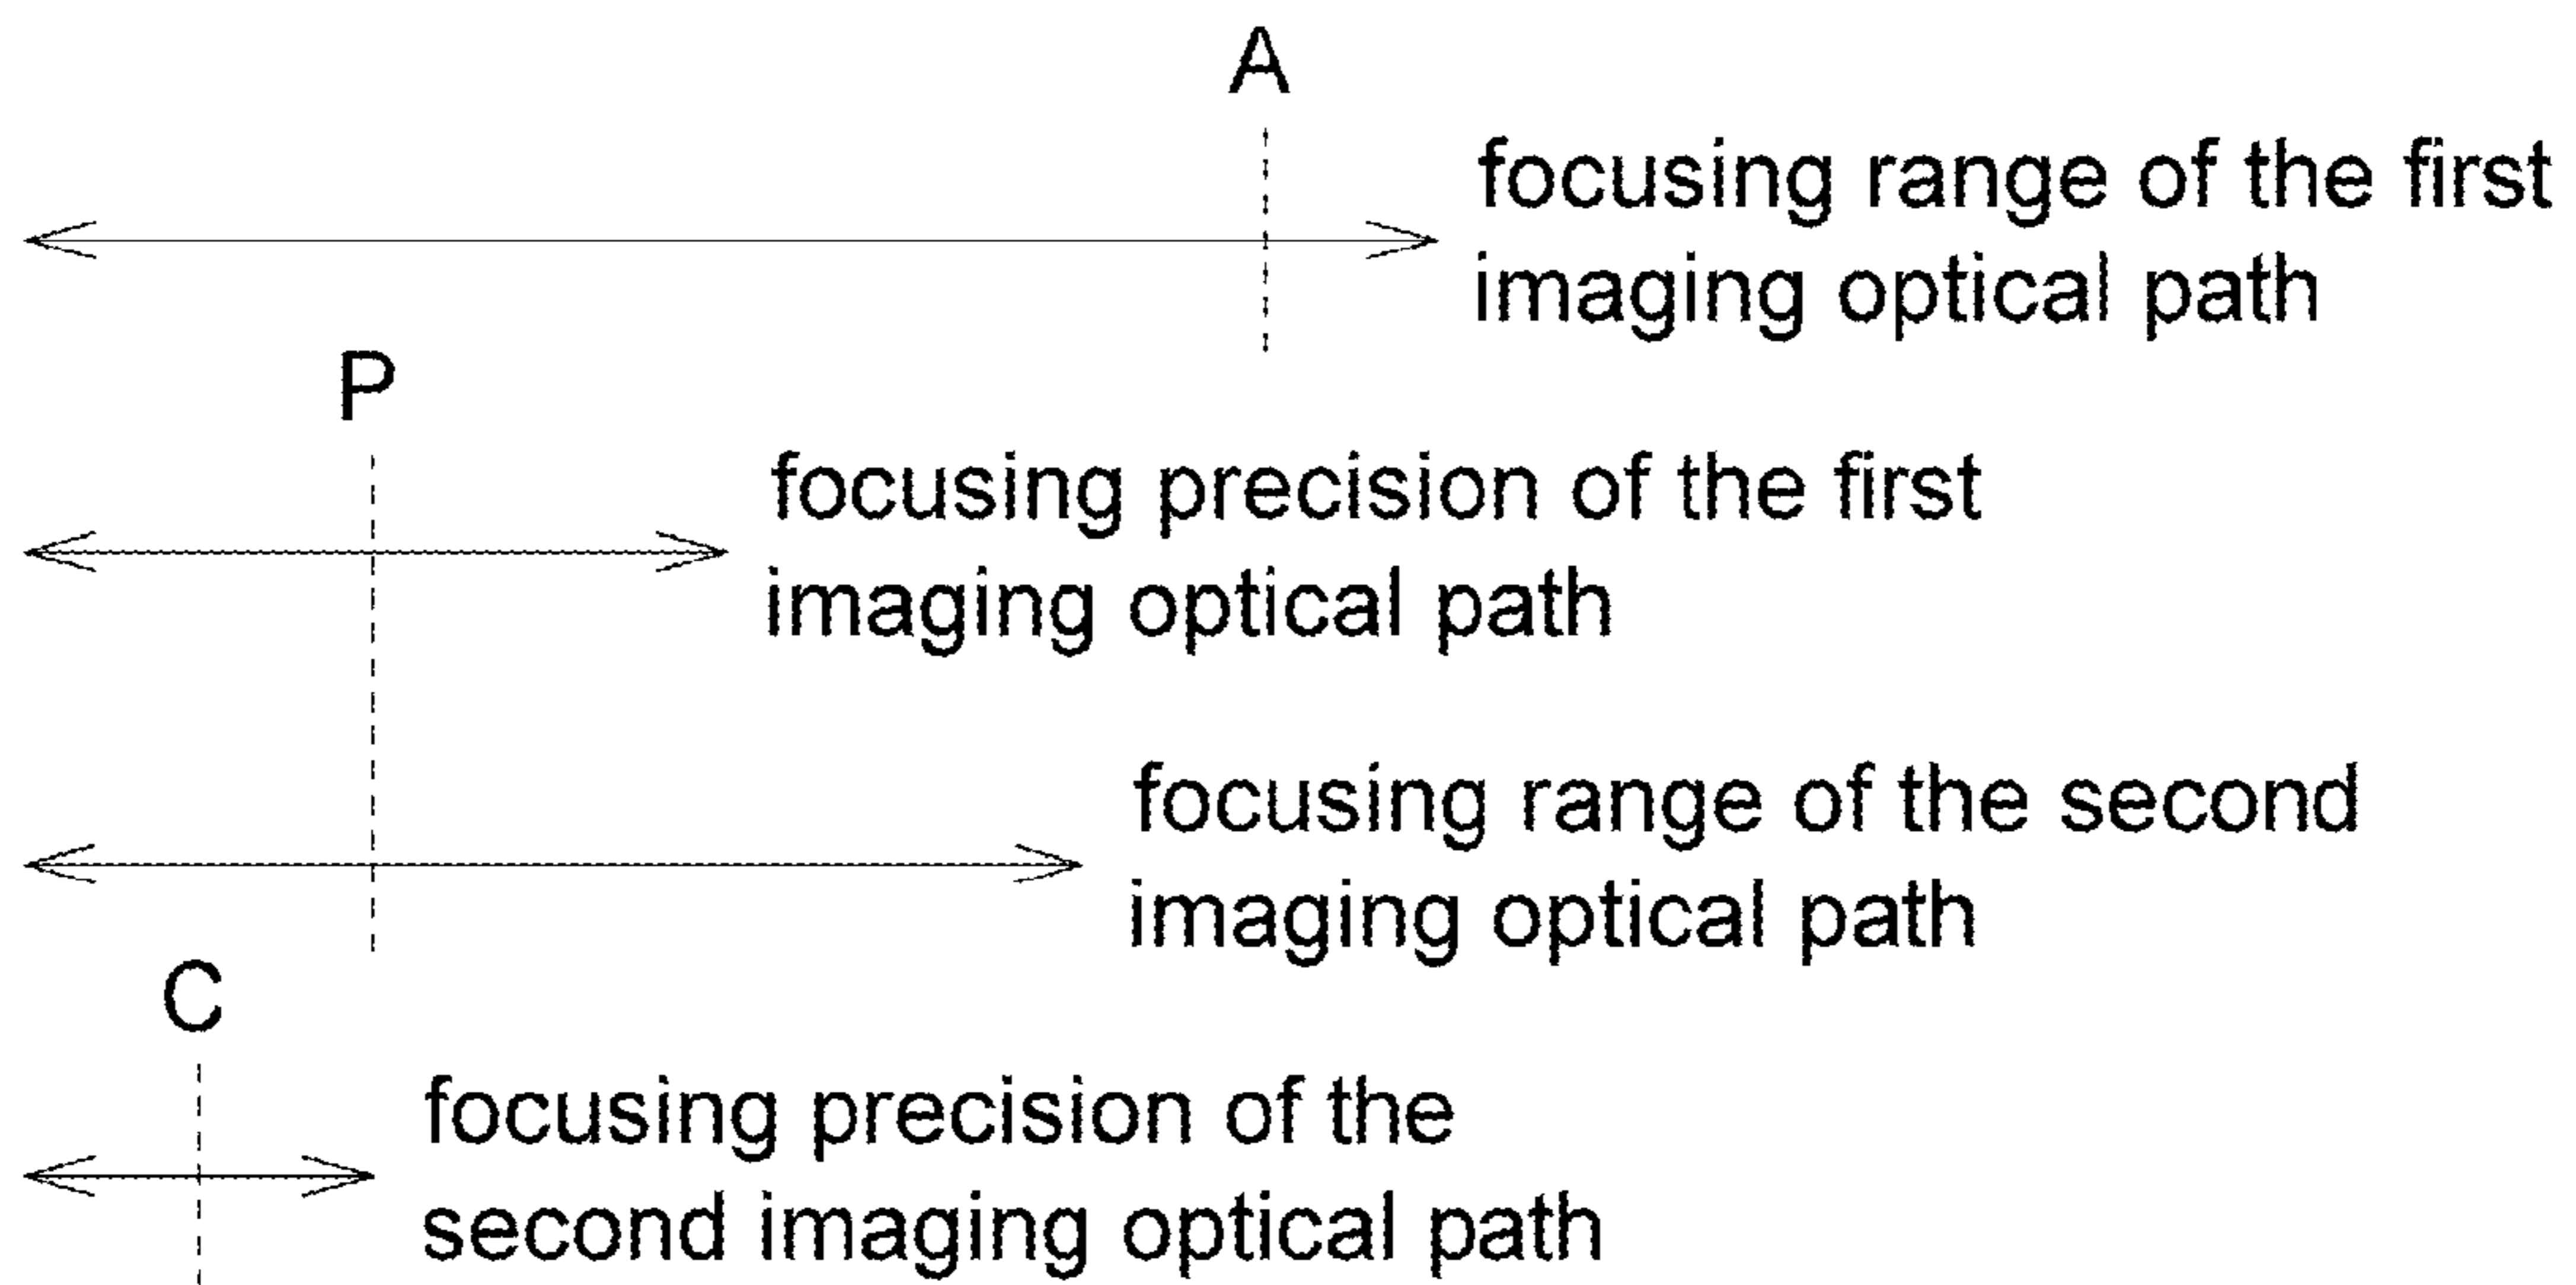 A
focusing range of the first
imaging optical path
P
focusing precision of the first
imaging optical path
focusing range of the second
imaging optical path
C
focusing precision of the
second imaging optical path